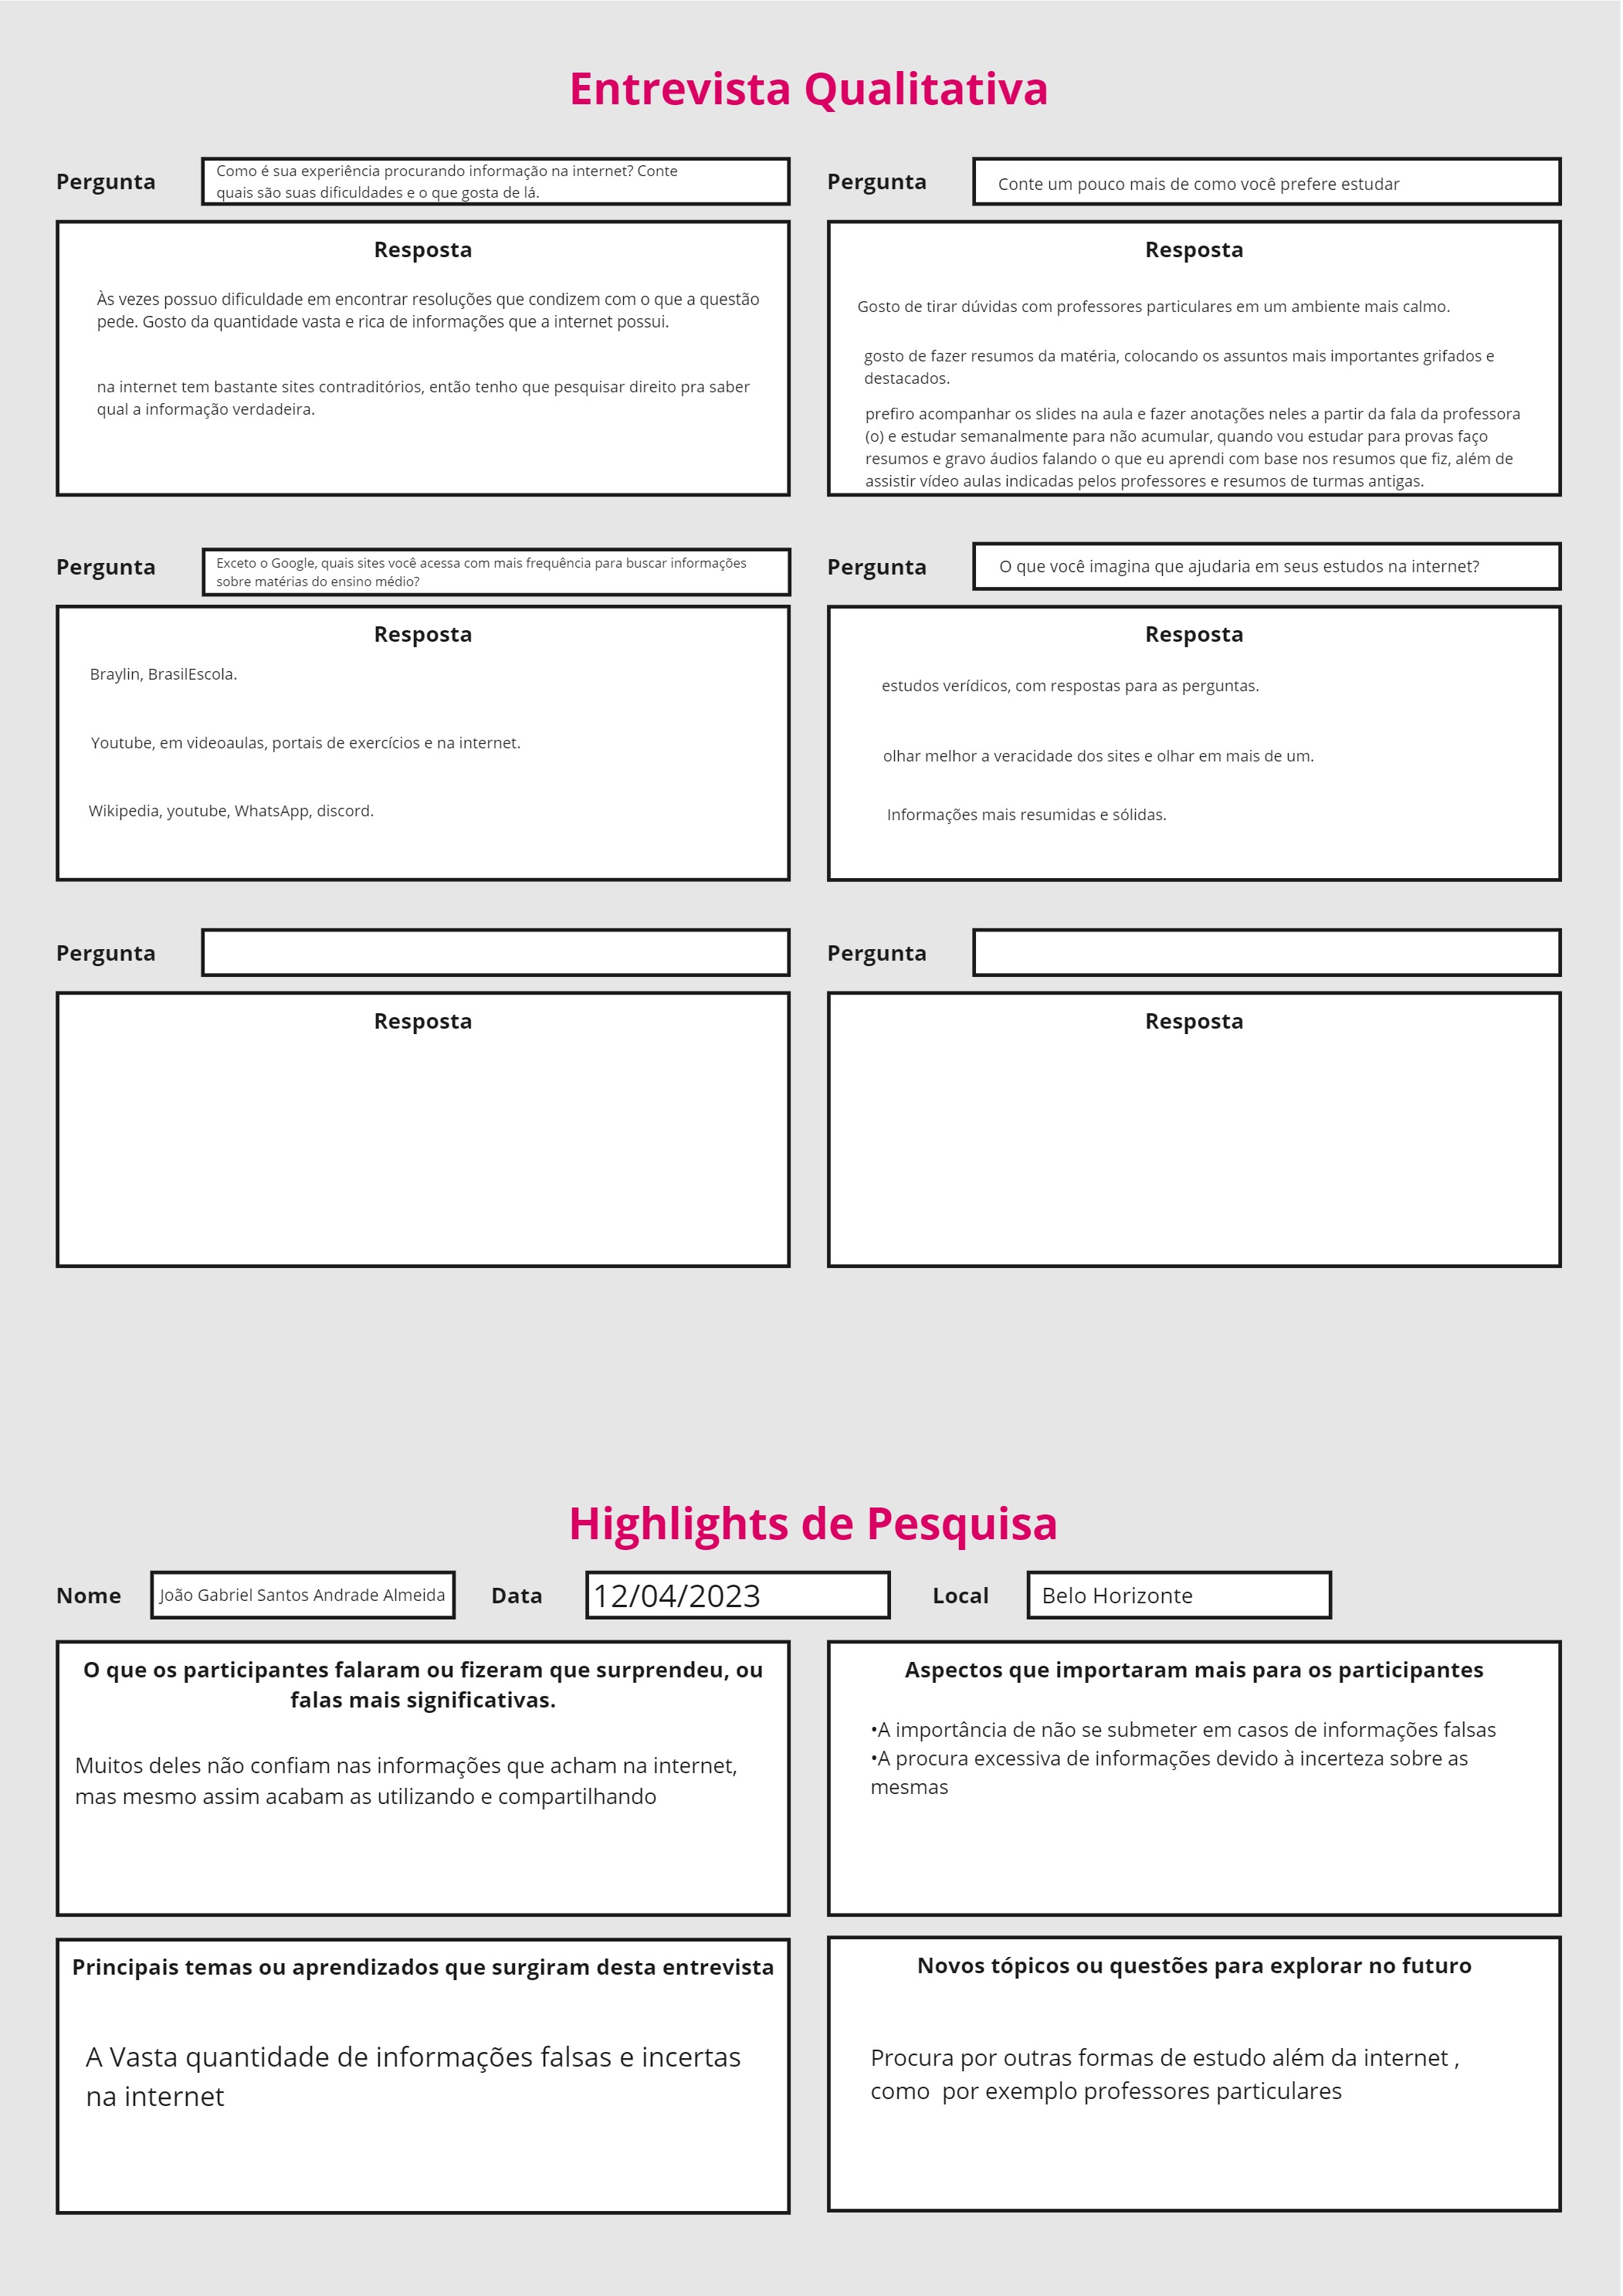 Entrevista Qualitativa
Pergunta
Como é sua experiência procurando informação na internet? Conte
quais são suas dificuldades e o que gosta de lá.
Resposta
Às vezes possuo dificuldade em encontrar resoluções que condizem com o que a questão
pede. Gosto da quantidade vasta e rica de informações que a internet possui.
na internet tem bastante sites contraditórios, então tenho que pesquisar direito pra saber
qual a informação verdadeira.
Pergunta
Conte um pouco mais de como você prefere estudar
Resposta
Gosto de tirar dúvidas com professores particulares em um ambiente mais calmo.
gosto de fazer resumos da matéria, colocando os assuntos mais importantes grifados e
destacados.
prefiro acompanhar os slides na aula e fazer anotações neles a partir da fala da professora
(o) e estudar semanalmente para não acumular, quando vou estudar para provas faço
resumos e gravo áudios falando o que eu aprendi com base nos resumos que fiz, além de
assistir vídeo aulas indicadas pelos professores e resumos de turmas antigas.
Pergunta
Exceto o Google, quais sites você acessa com mais frequência para buscar informações
sobre matérias do ensino médio?
Resposta
Braylin, BrasilEscola.
Youtube, em videoaulas, portais de exercícios e na internet.
Wikipedia, youtube, WhatsApp, discord.
Pergunta
O que você imagina que ajudaria em seus estudos na internet?
Resposta
estudos verídicos, com respostas para as perguntas.
olhar melhor a veracidade dos sites e olhar em mais de um.
Informações mais resumidas e sólidas.
Pergunta
Resposta
Pergunta
Resposta
Highlights de Pesquisa
Nome
João Gabriel Santos Andrade Almeida
Data
12/04/2023
Local
Belo Horizonte
O que os participantes falaram ou fizeram que surprendeu, ou
falas mais significativas.
Muitos deles não confiam nas informações que acham na internet,
mas mesmo assim acabam as utilizando e compartilhando
Aspectos que importaram mais para os participantes
•A importância de não se submeter em casos de informações falsas
•A procura excessiva de informações devido à incerteza sobre as
mesmas
Principais temas ou aprendizados que surgiram desta entrevista
A Vasta quantidade de informações falsas e incertas
na internet
Novos tópicos ou questões para explorar no futuro
Procura por outras formas de estudo além da internet ,
como  por exemplo professores particulares